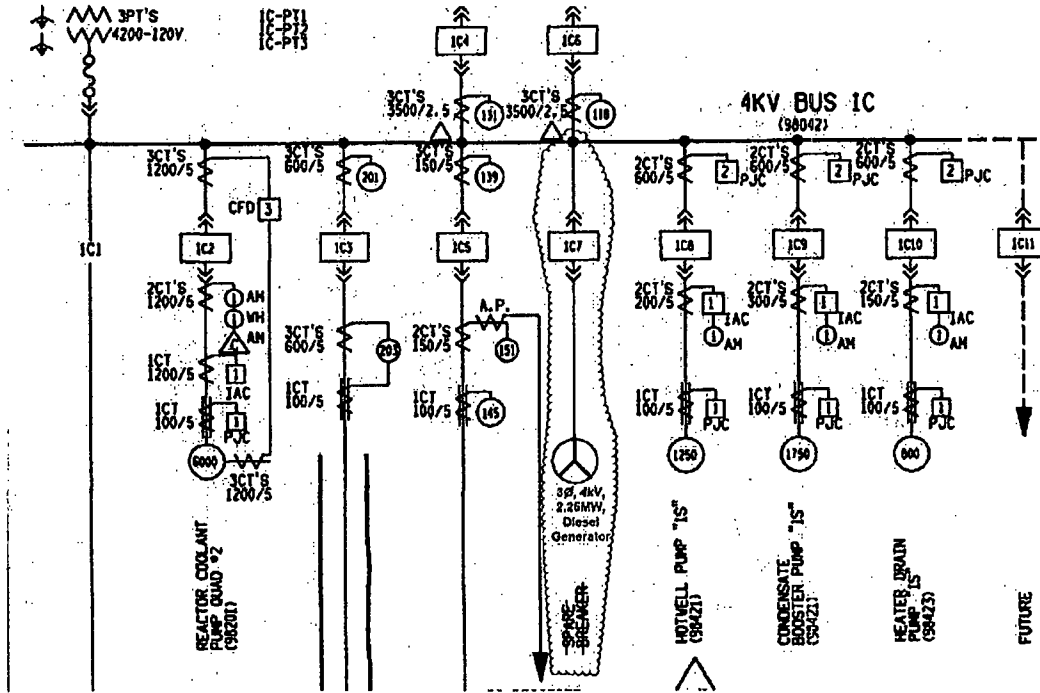 3PT'S
4200-120V
1C-PT1
1C-PT2
1C-PT3
1C4
1C6
3CT'S
3500/2.5
131
3CT'S
3500/2.5
118
4KV BUS 1C
(98042)
3CT'S
1200/5
3CT'S
600/5
201
3CT'S
150/5
139
2CT'S
600/5
2
PJC
2CT'S
600/5
2
PJC
2CT'S
600/5
2
PJC
CFD
3
1C1
1C2
1C3
1C5
1C7
1C8
1C9
1C10
1C11
2CT'S
1200/5
1
AM
1
WH
C
AM
1CT
1200/5
1
IAC
1CT
100/5
1
PJC
6000
3CT'S
1200/5
3CT'S
600/5
203
1CT
100/5
2CT'S
150/5
A.P.
151
1CT
100/5
145
2CT'S
200/5
1
IAC
1
AM
1CT
100/5
1
PJC
1250
2CT'S
300/5
1
IAC
1
AM
1CT
100/5
1
PJC
1750
2CT'S
150/5
1
IAC
1
AM
1CT
100/5
1
PJC
800
3Ø, 4kV,
2.26MW,
Diesel
Generator
REACTOR COOLANT
PUMP QUAD #2
(98201)
SPARE
BREAKER
HOTWELL PUMP "1S"
(98421)
CONDENSATE
BOOSTER PUMP "1S"
(98421)
HEATER DRAIN
PUMP "1S"
(98423)
FUTURE